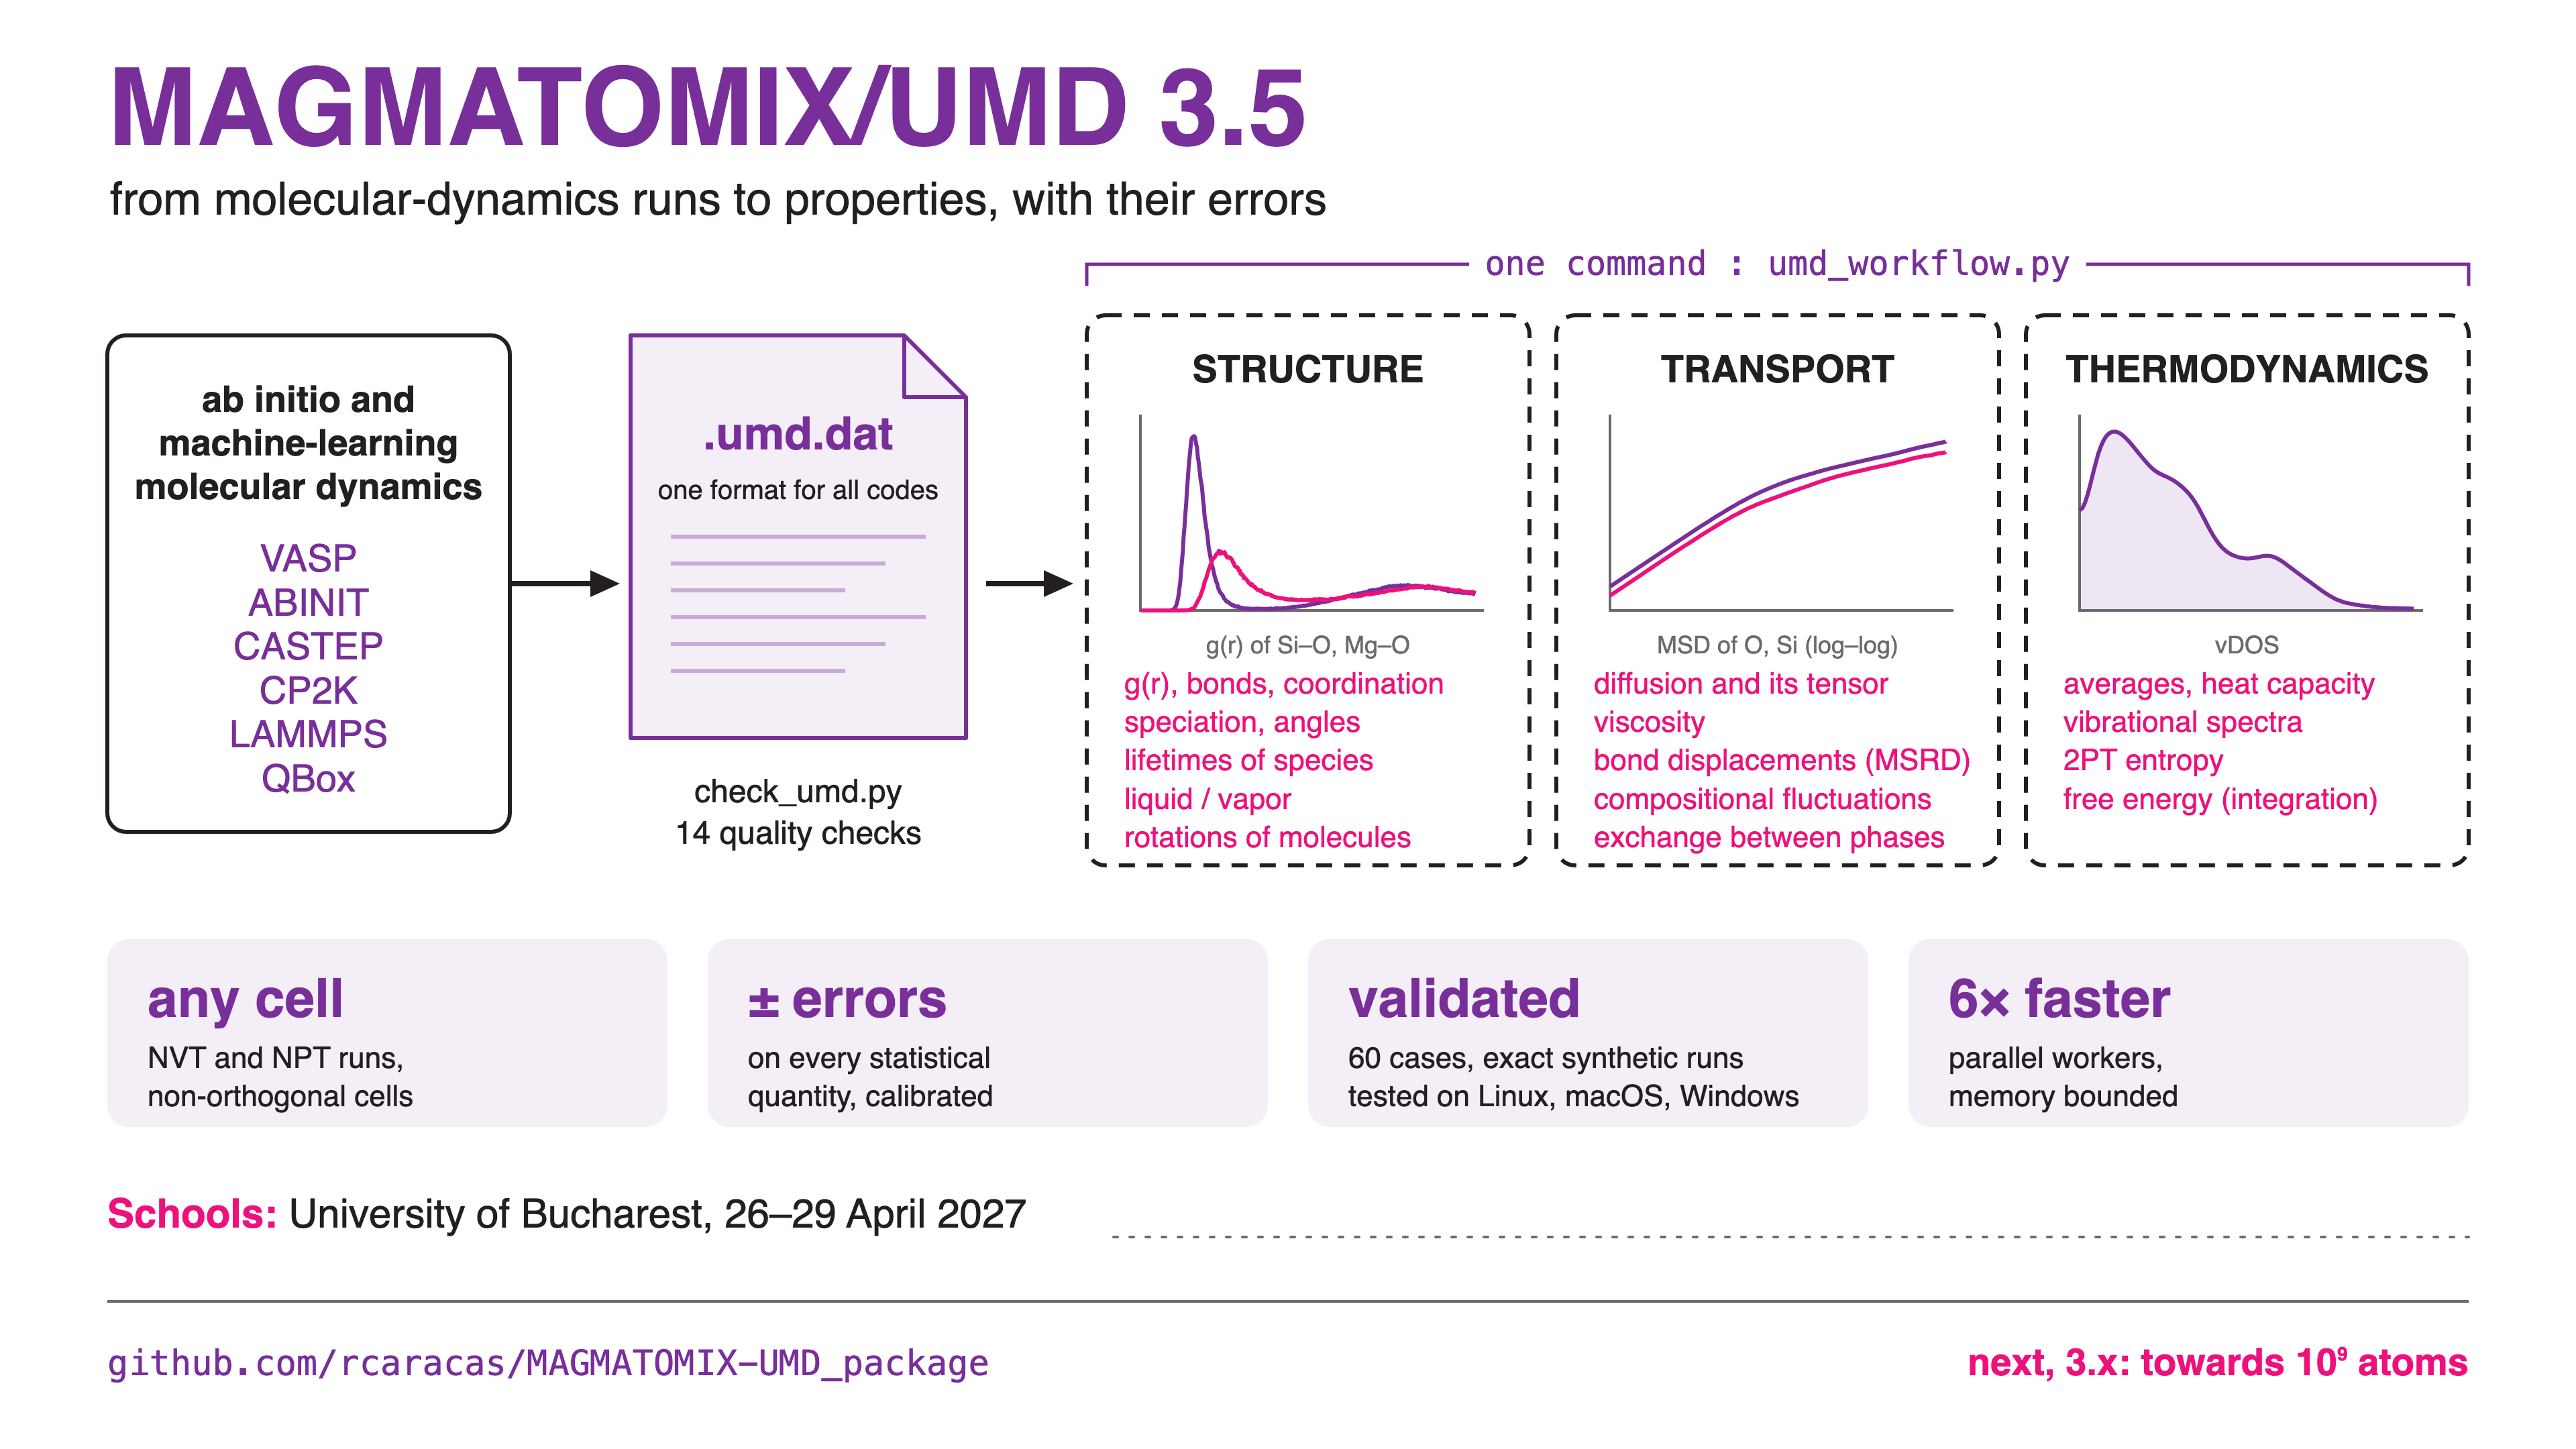 MAGMATOMIX/UMD 3.5
from molecular-dynamics runs to properties, with their errors
one command : umd_workflow.py
ab initio and
machine-learning
molecular dynamics
VASP
ABINIT
CASTEP
CP2K
LAMMPS
QBox
.umd.dat
one format for all codes
check_umd.py
14 quality checks
STRUCTURE
g(r) of Si–O, Mg–O
g(r), bonds, coordination
speciation, angles
lifetimes of species
liquid / vapor
rotations of molecules
TRANSPORT
MSD of O, Si (log–log)
diffusion and its tensor
viscosity
bond displacements (MSRD)
compositional fluctuations
exchange between phases
THERMODYNAMICS
vDOS
averages, heat capacity
vibrational spectra
2PT entropy
free energy (integration)
any cell
NVT and NPT runs,
non-orthogonal cells
± errors
on every statistical
quantity, calibrated
validated
60 cases, exact synthetic runs
tested on Linux, macOS, Windows
6× faster
parallel workers,
memory bounded
Schools: University of Bucharest, 26–29 April 2027
github.com/rcaracas/MAGMATOMIX-UMD_package
next, 3.x: towards 10⁹ atoms